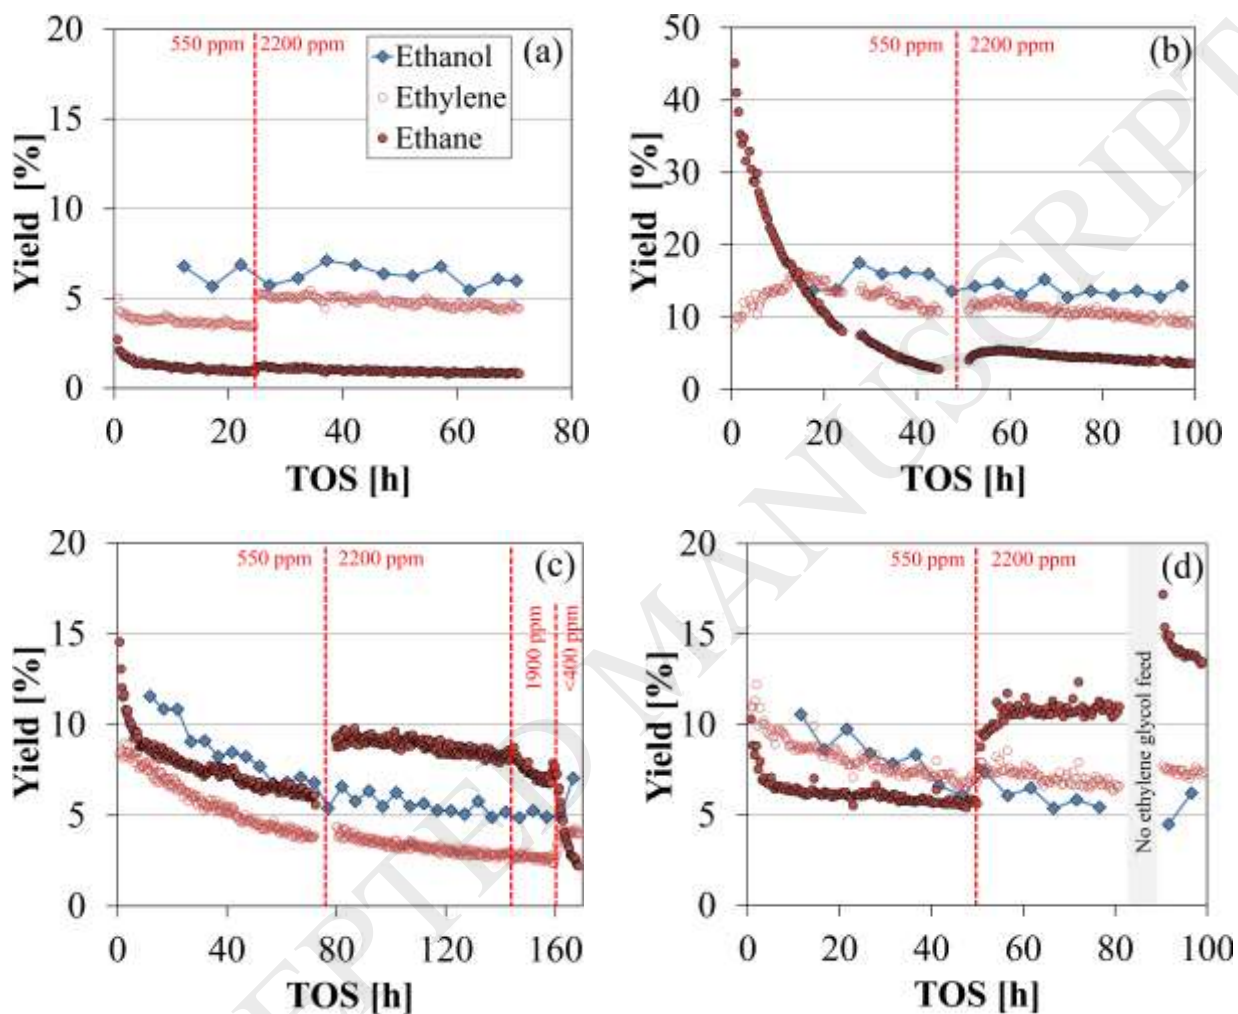 20
15
10
5
0
550 ppm
2200 ppm
(a)
Ethanol
Ethylene
Ethane
Yield [%]
0
20
40
60
80
TOS [h]
50
40
30
20
10
0
550 ppm
2200 ppm
(b)
Yield [%]
0
20
40
60
80
100
TOS [h]
20
15
10
5
0
550 ppm
2200 ppm
(c)
1900 ppm
<400 ppm
Yield [%]
0
40
80
120
160
TOS [h]
20
15
10
5
0
550 ppm
2200 ppm
(d)
No ethylene glycol feed
Yield [%]
0
20
40
60
80
100
TOS [h]
EPTED MANUSCRIPT